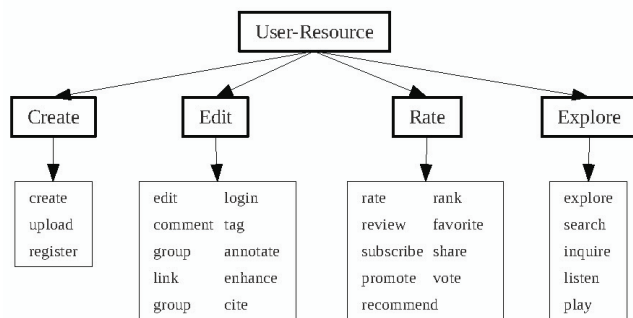 User-Resource
Create
Edit
Rate
Explore
create
upload
register
edit login
comment tag
group annotate
link enhance
group cite
rate rank
review favorite
subscribe share
promote vote
recommend
explore
search
inquire
listen
play